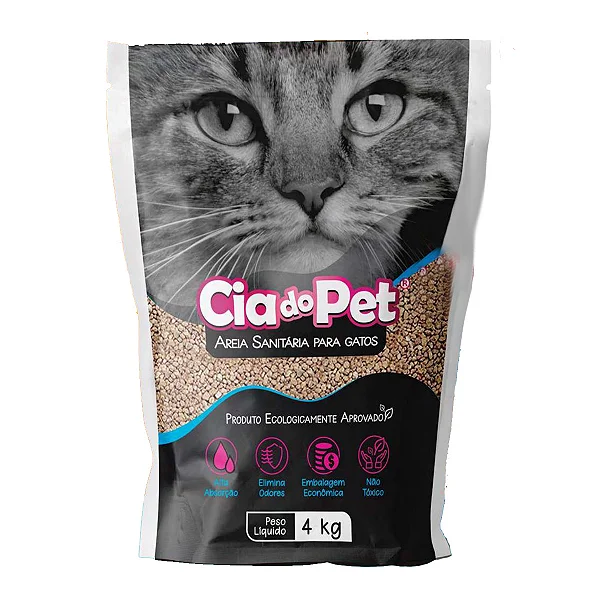 Cia do Pet®
AREIA SANITÁRIA PARA GATOS
PRODUTO ECOLOGICAMENTE APROVADO
Alta Absorção
Elimina Odores
Embalagem Econômica
Não Tóxico
Peso Líquido 4 kg